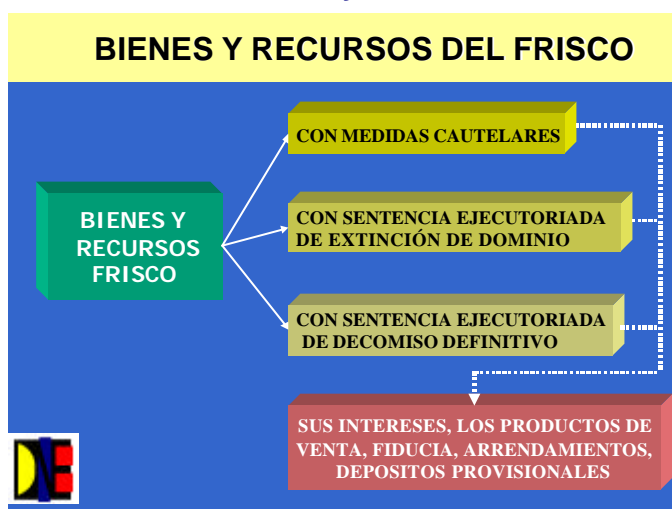 BIENES Y RECURSOS DEL FRISCO
CON MEDIDAS CAUTELARES
BIENES Y
RECURSOS
FRISCO
CON SENTENCIA EJECUTORIADA
DE EXTINCIÓN DE DOMINIO
CON SENTENCIA EJECUTORIADA
DE DECOMISO DEFINITIVO
SUS INTERESES, LOS PRODUCTOS DE
VENTA, FIDUCIA, ARRENDAMIENTOS,
DEPOSITOS PROVISIONALES
DNE